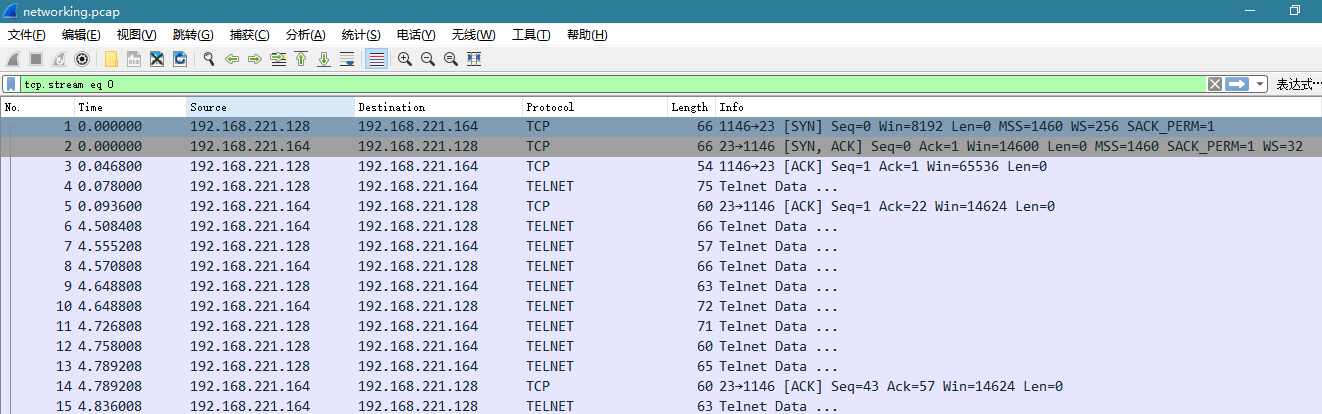 networking.pcap
文件(F) 编辑(E) 视图(V) 跳转(G) 捕获(C) 分析(A) 统计(S) 电话(Y) 无线(W) 工具(T) 帮助(H)
tcp.stream eq 0 表达式…
No. Time Source Destination Protocol Length Info
1 0.000000 192.168.221.128 192.168.221.164 TCP 66 1146→23 [SYN] Seq=0 Win=8192 Len=0 MSS=1460 WS=256 SACK_PERM=1
2 0.000000 192.168.221.164 192.168.221.128 TCP 66 23→1146 [SYN, ACK] Seq=0 Ack=1 Win=14600 Len=0 MSS=1460 SACK_PERM=1 WS=32
3 0.046800 192.168.221.128 192.168.221.164 TCP 54 1146→23 [ACK] Seq=1 Ack=1 Win=65536 Len=0
4 0.078000 192.168.221.128 192.168.221.164 TELNET 75 Telnet Data ...
5 0.093600 192.168.221.164 192.168.221.128 TCP 60 23→1146 [ACK] Seq=1 Ack=22 Win=14624 Len=0
6 4.508408 192.168.221.164 192.168.221.128 TELNET 66 Telnet Data ...
7 4.555208 192.168.221.128 192.168.221.164 TELNET 57 Telnet Data ...
8 4.570808 192.168.221.164 192.168.221.128 TELNET 66 Telnet Data ...
9 4.648808 192.168.221.128 192.168.221.164 TELNET 63 Telnet Data ...
10 4.648808 192.168.221.164 192.168.221.128 TELNET 72 Telnet Data ...
11 4.726808 192.168.221.128 192.168.221.164 TELNET 71 Telnet Data ...
12 4.758008 192.168.221.164 192.168.221.128 TELNET 60 Telnet Data ...
13 4.789208 192.168.221.128 192.168.221.164 TELNET 65 Telnet Data ...
14 4.789208 192.168.221.164 192.168.221.128 TCP 60 23→1146 [ACK] Seq=43 Ack=57 Win=14624 Len=0
15 4.836008 192.168.221.164 192.168.221.128 TELNET 63 Telnet Data ...